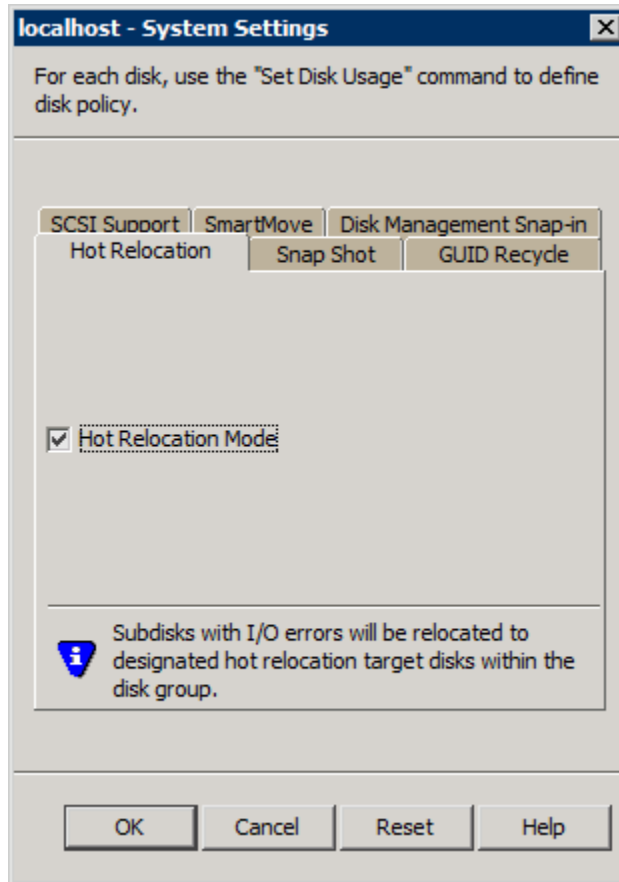 localhost - System Settings
For each disk, use the "Set Disk Usage" command to define
disk policy.
SCSI Support SmartMove Disk Management Snap-in
Hot Relocation Snap Shot GUID Recycle
Hot Relocation Mode
Subdisks with I/O errors will be relocated to
designated hot relocation target disks within the
disk group.
OK Cancel Reset Help